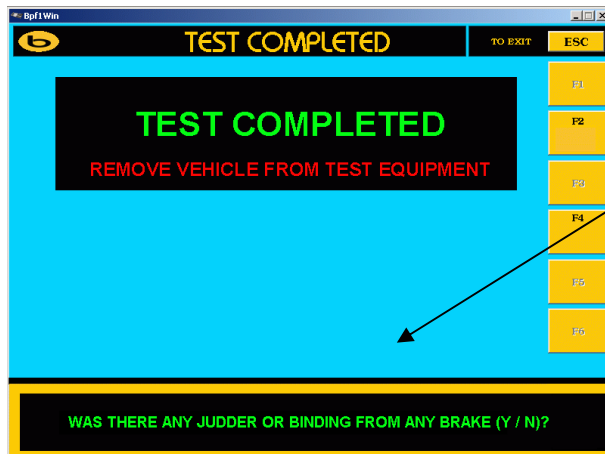 Bpf1Win
b TEST COMPLETED TO EXIT ESC
F1
TEST COMPLETED
F2
REMOVE VEHICLE FROM TEST EQUIPMENT
F3
F4
F5
F6
WAS THERE ANY JUDDER OR BINDING FROM ANY BRAKE (Y / N)?